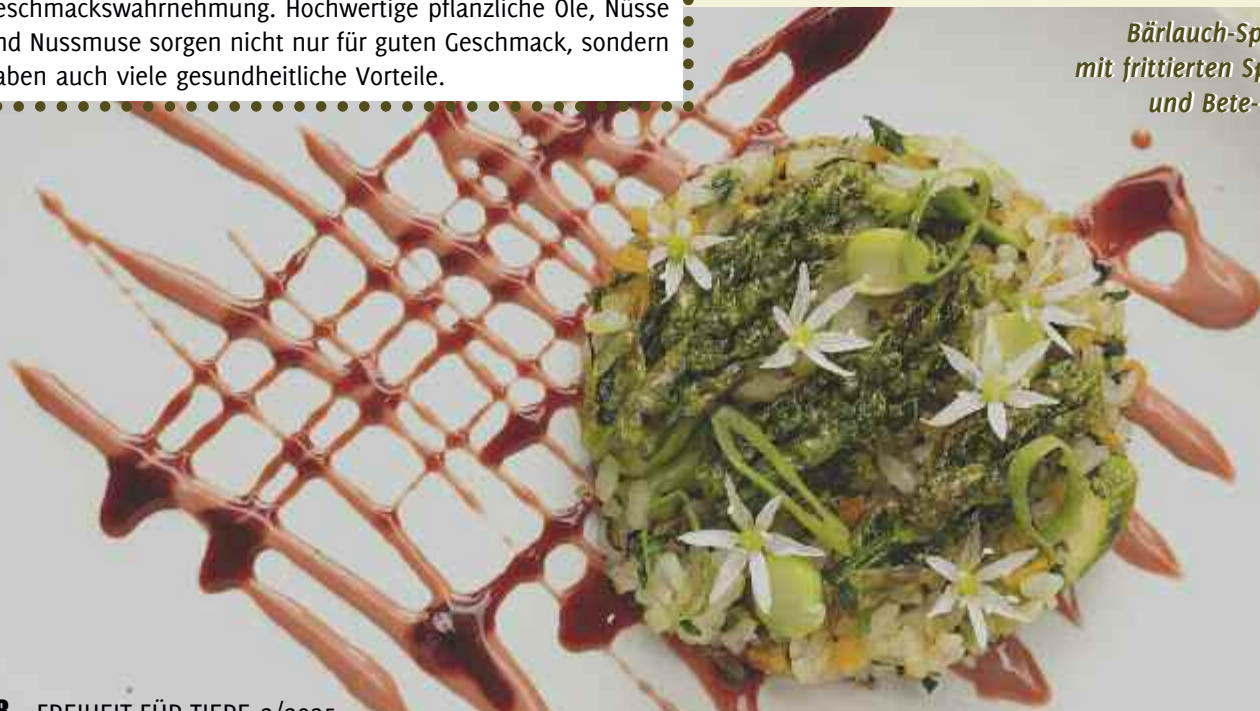 eschmackswahrnehmung. Hochwertige pflanzliche Öle, Nüsse
nd Nussmuse sorgen nicht nur für guten Geschmack, sondern
aben auch viele gesundheitliche Vorteile.
Bärlauch-Sp
mit frittierten Sp
und Bete-
FREIHEIT FÜR TIERE